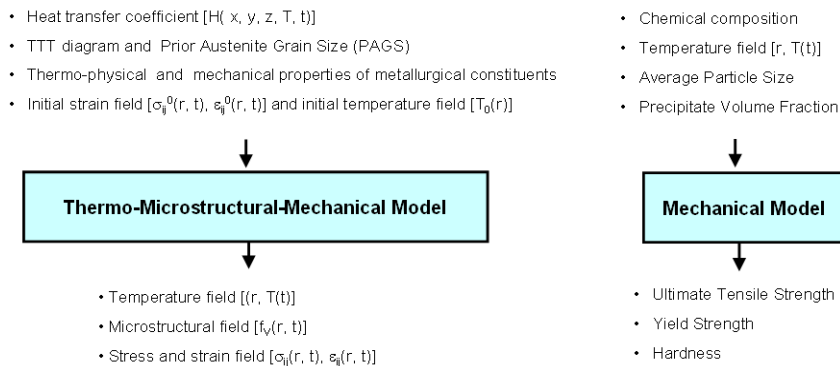 • Heat transfer coefficient [H( x, y, z, T, t)]
• TTT diagram and Prior Austenite Grain Size (PAGS)
• Thermo-physical and mechanical properties of metallurgical constituents
• Initial strain field [σij⁰(r, t), εij⁰(r, t)] and initial temperature field [T₀(r)]
Thermo-Microstructural-Mechanical Model
• Temperature field [(r, T(t)]
• Microstructural field [fv(r, t)]
• Stress and strain field [σij(r, t), εij(r, t)]
• Chemical composition
• Temperature field [r, T(t)]
• Average Particle Size
• Precipitate Volume Fraction
Mechanical Model
• Ultimate Tensile Strength
• Yield Strength
• Hardness